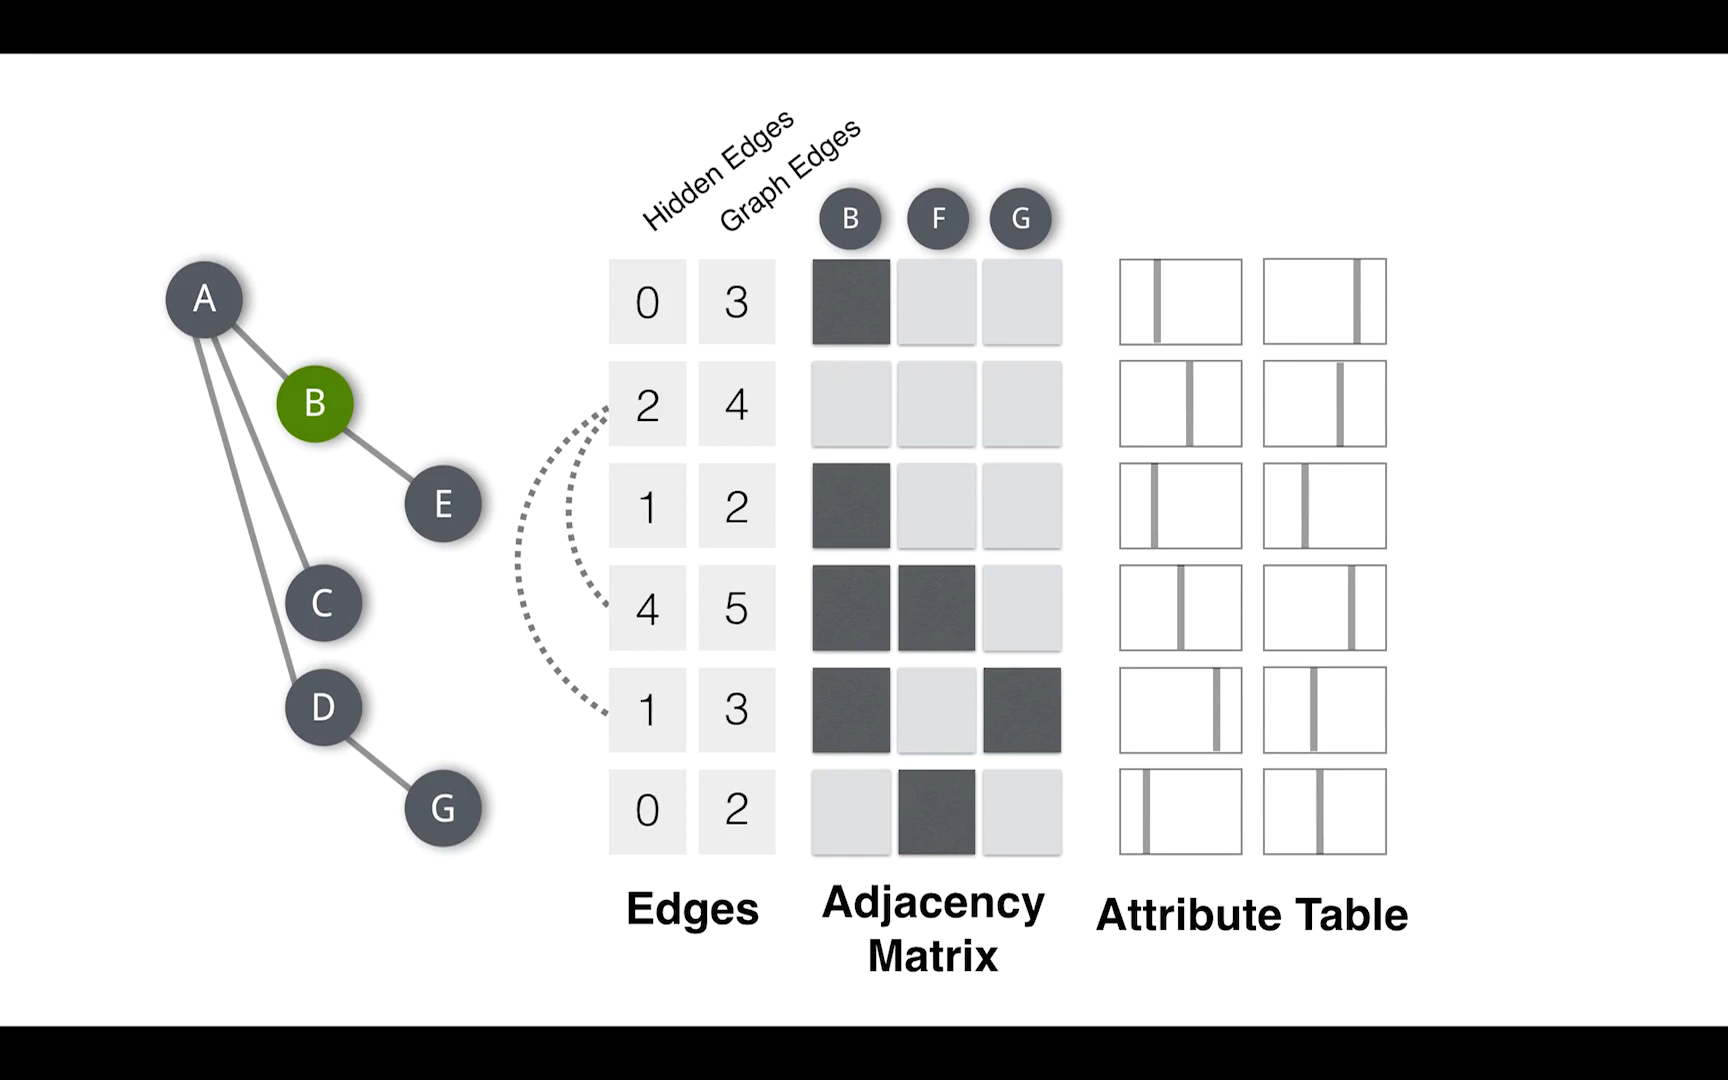 Hidden Edges
Graph Edges
B F G
A 0 3
B 2 4
E 1 2
C 4 5
D 1 3
G 0 2
Edges
Adjacency
Matrix
Attribute Table